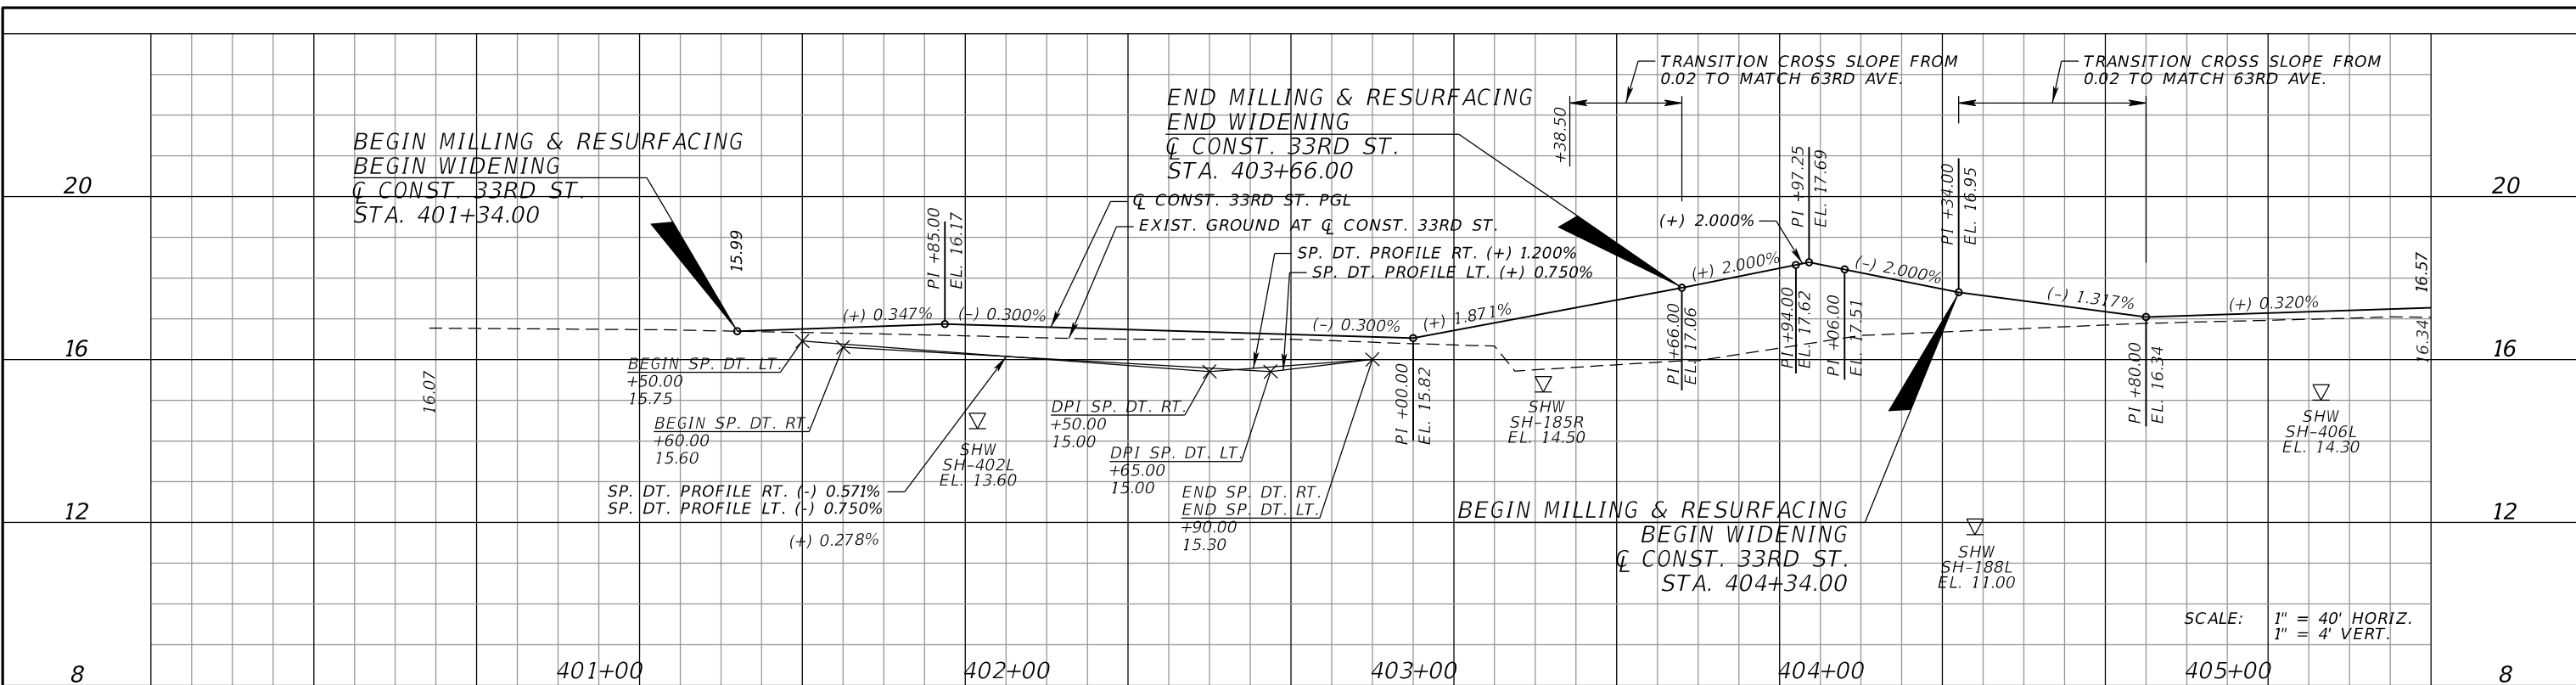 TRANSITION CROSS SLOPE FROM
0.02 TO MATCH 63RD AVE.
TRANSITION CROSS SLOPE FROM
0.02 TO MATCH 63RD AVE.
END MILLING & RESURFACING
END WIDENING
℄ CONST. 33RD ST.
STA. 403+66.00
+38.50
BEGIN MILLING & RESURFACING
BEGIN WIDENING
℄ CONST. 33RD ST.
STA. 401+34.00
20
20
℄ CONST. 33RD ST. PGL
EXIST. GROUND AT ℄ CONST. 33RD ST.
SP. DT. PROFILE RT. (+) 1.200%
SP. DT. PROFILE LT. (+) 0.750%
15.99
PI +85.00
EL. 16.17
(+) 2.000%
PI +97.25
EL. 17.69
PI +34.00
EL. 16.95
16.57
(+) 0.347%
(-) 0.300%
(-) 0.300%
(+) 1.871%
(+) 2.000%
(-) 2.000%
(-) 1.317%
(+) 0.320%
16
16
16.07
BEGIN SP. DT. LT.
+50.00
15.75
BEGIN SP. DT. RT.
+60.00
15.60
SHW
SH-402L
EL. 13.60
DPI SP. DT. RT.
+50.00
15.00
DPI SP. DT. LT.
+65.00
15.00
END SP. DT. RT.
END SP. DT. LT.
+90.00
15.30
PI +00.00
EL. 15.82
SHW
SH-185R
EL. 14.50
PI +66.00
EL. 17.06
PI +94.00
EL. 17.62
PI +06.00
EL. 17.51
PI +80.00
EL. 16.34
16.34
SHW
SH-406L
EL. 14.30
SP. DT. PROFILE RT. (-) 0.571%
SP. DT. PROFILE LT. (-) 0.750%
(+) 0.278%
12
12
BEGIN MILLING & RESURFACING
BEGIN WIDENING
℄ CONST. 33RD ST.
STA. 404+34.00
SHW
SH-188L
EL. 11.00
SCALE: 1" = 40' HORIZ.
1" = 4' VERT.
8
401+00
402+00
403+00
404+00
405+00
8